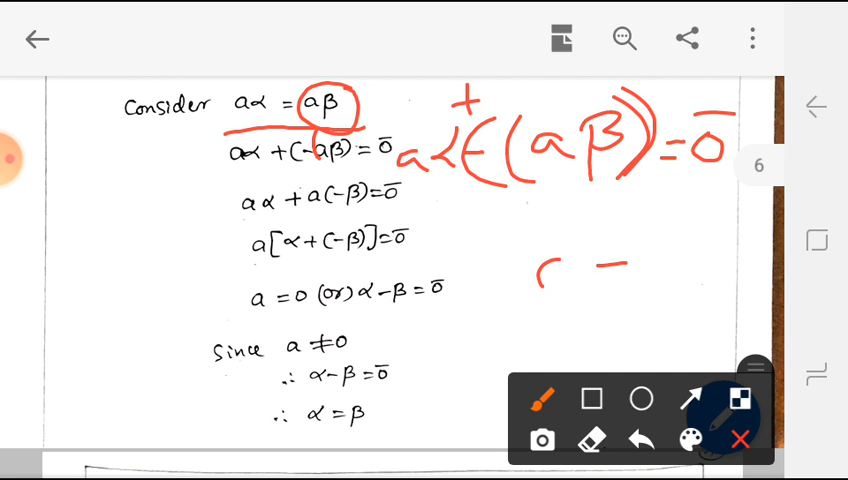 Consider aα = aβ
aα + (-aβ) = 0̅
aα + a(-β) = 0̅
a[α + (-β)] = 0̅
a = 0 (or) α - β = 0̅
Since a ≠ 0
∴ α - β = 0̅
∴ α = β
+
aα(-(aβ)) = 0̅
( -
6